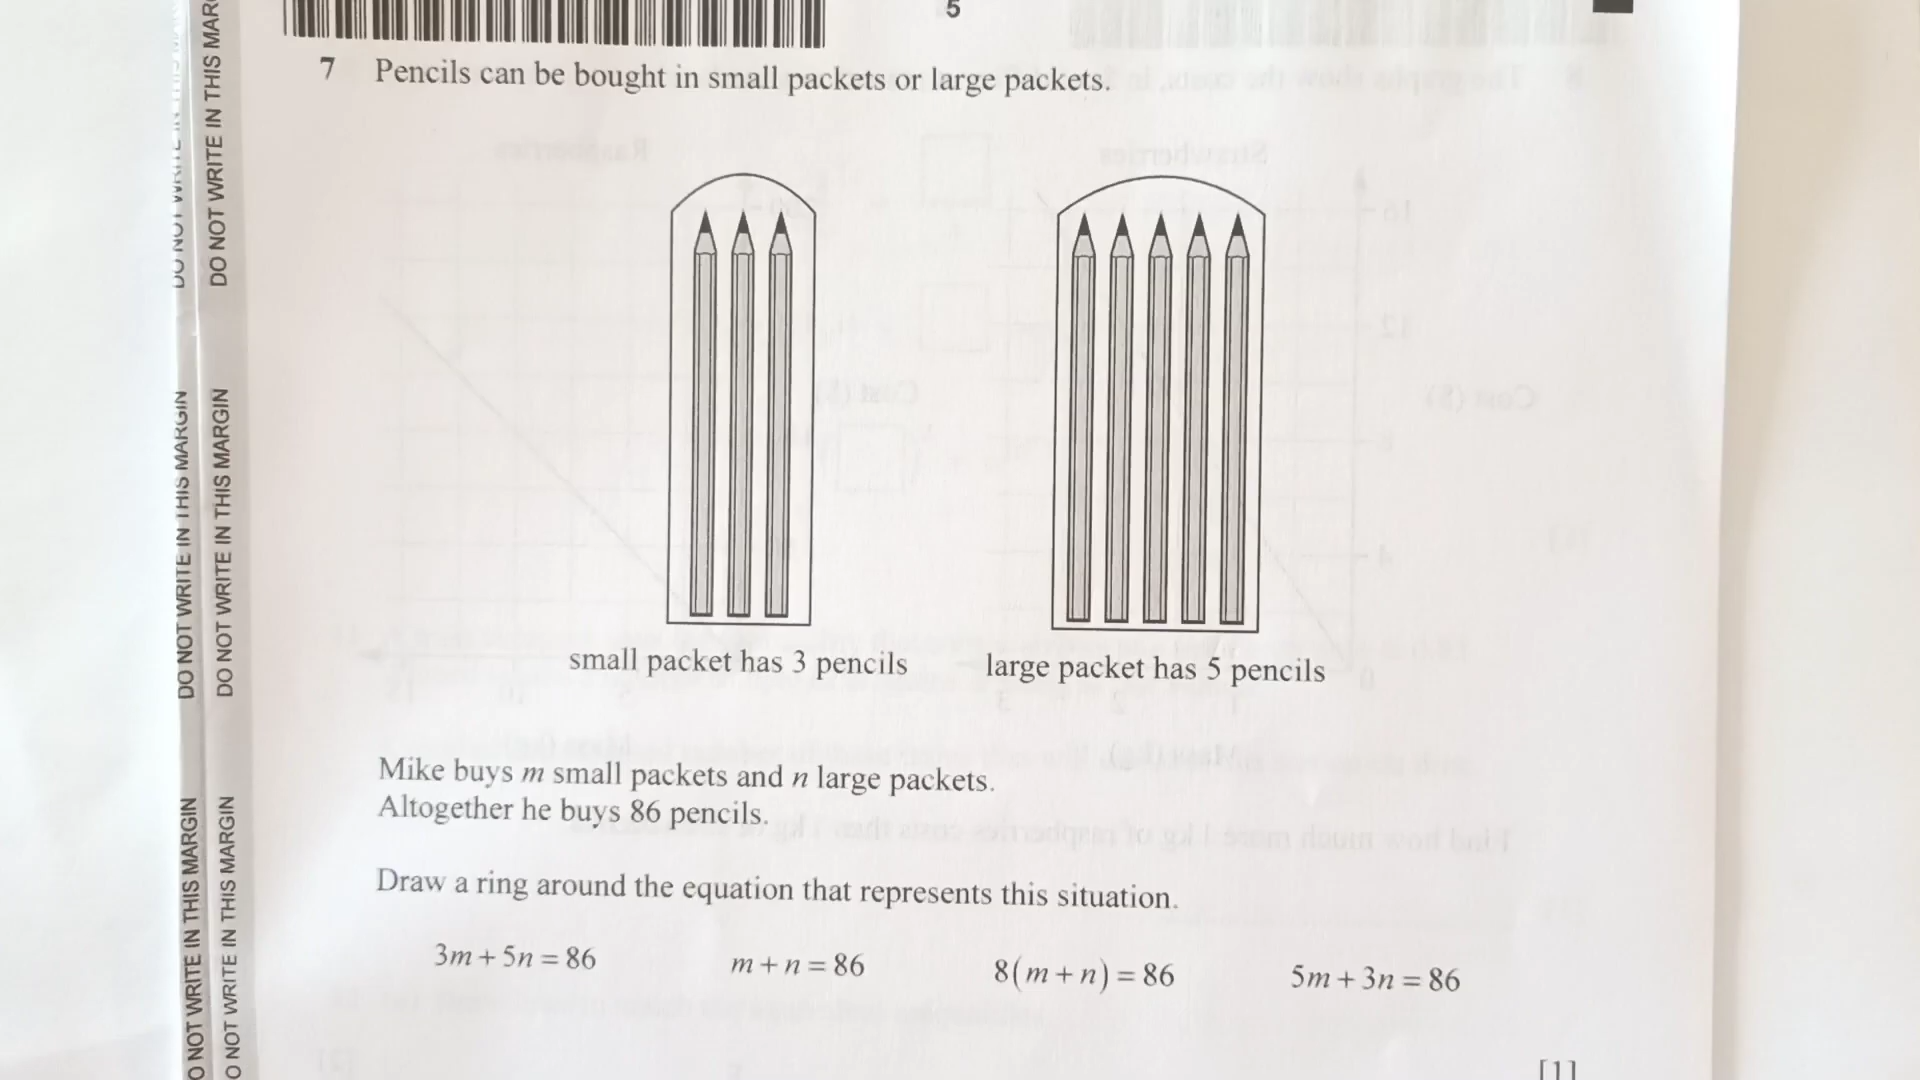 5
7 Pencils can be bought in small packets or large packets.
small packet has 3 pencils
large packet has 5 pencils
Mike buys m small packets and n large packets.
Altogether he buys 86 pencils.
Draw a ring around the equation that represents this situation.
3m + 5n = 86
m + n = 86
8(m + n) = 86
5m + 3n = 86
[1]
DO NOT WRITE IN THIS MARGIN
DO NOT WRITE IN THIS MARGIN
DO NOT WRITE IN THIS MARGIN
DO NOT WRITE IN THIS